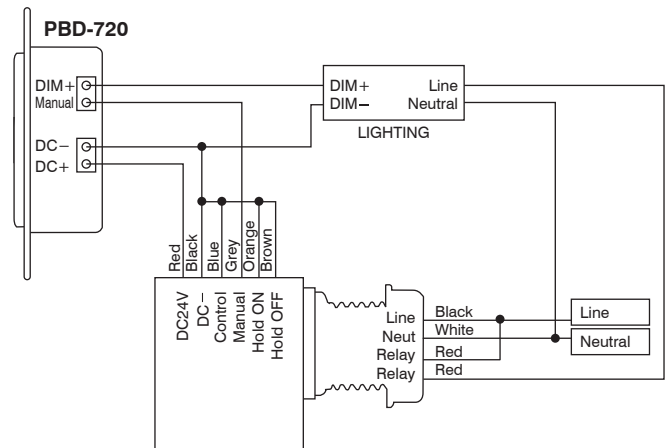 PBD-720
DIM+
Manual
DC−
DC+
DIM+ Line
DIM− Neutral
LIGHTING
Red
Black
Blue
Grey
Orange
Brown
DC24V
DC−
Control
Manual
Hold ON
Hold OFF
Line Black
Neut White
Relay Red
Relay Red
Line
Neutral